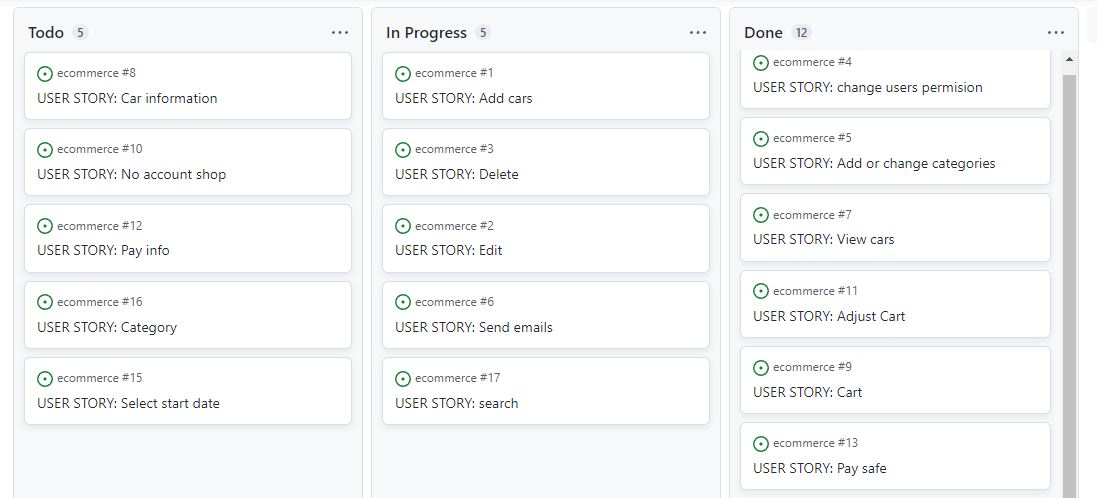 Todo 5
ecommerce #8
USER STORY: Car information
ecommerce #10
USER STORY: No account shop
ecommerce #12
USER STORY: Pay info
ecommerce #16
USER STORY: Category
ecommerce #15
USER STORY: Select start date
In Progress 5
ecommerce #1
USER STORY: Add cars
ecommerce #3
USER STORY: Delete
ecommerce #2
USER STORY: Edit
ecommerce #6
USER STORY: Send emails
ecommerce #17
USER STORY: search
Done 12
ecommerce #4
USER STORY: change users permision
ecommerce #5
USER STORY: Add or change categories
ecommerce #7
USER STORY: View cars
ecommerce #11
USER STORY: Adjust Cart
ecommerce #9
USER STORY: Cart
ecommerce #13
USER STORY: Pay safe